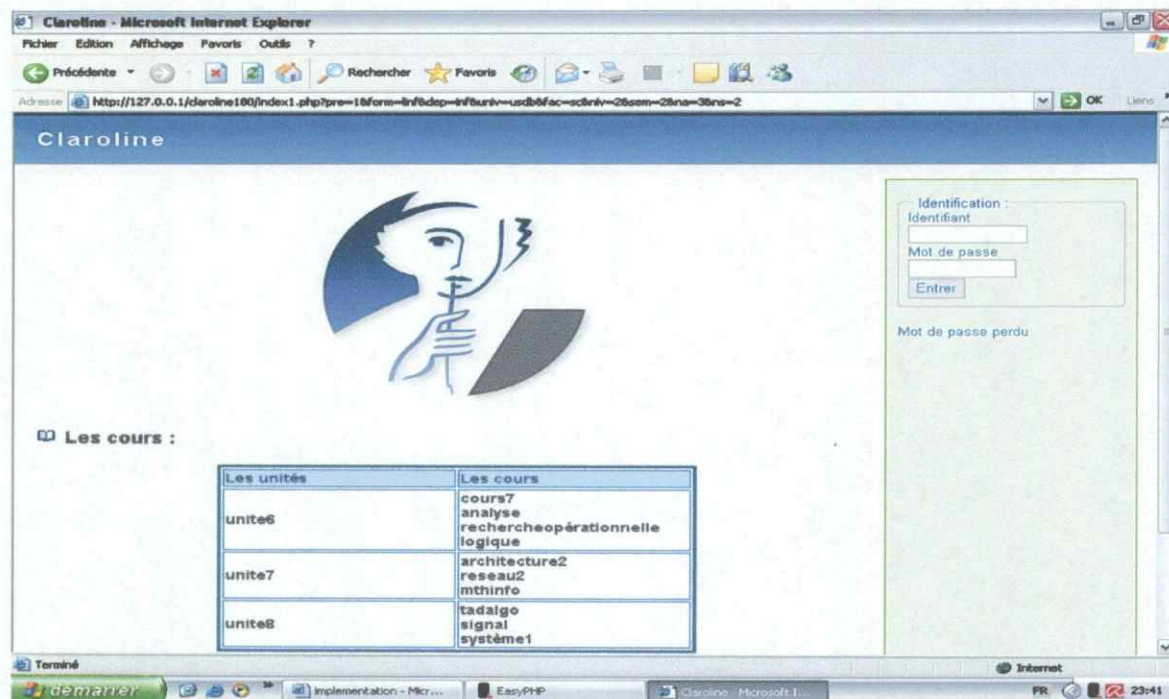 Claroline - Microsoft Internet Explorer
Fichier Edition Affichage Favoris Outils ?
Précédente Rechercher Favoris
Adresse http://127.0.0.1/claroline180/index1.php?pre=1&form=linf&dep=inf&univ=usdb&fac=sc&niv=2&sem=2&na=3&ns=2 OK Liens »
Claroline
Identification :
Identifiant
Mot de passe
Entrer
Mot de passe perdu
Les cours :
Les unités Les cours
unite6
cours7
analyse
rechercheopérationnelle
logique
unite7
architecture2
reseau2
mthinfo
unite8
tadalgo
signal
système1
Terminé Internet
démarrer » Implementation - Micr... EasyPHP Claroline - Microsoft I... FR 23:41